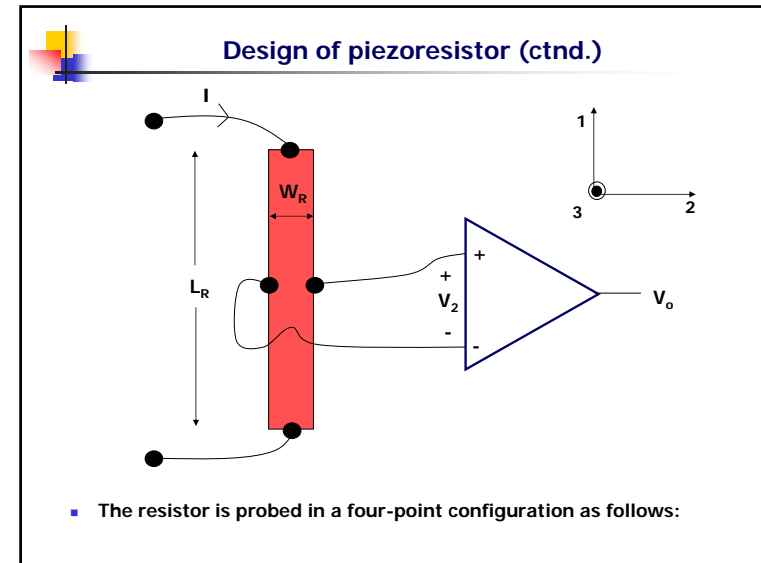 Design of piezoresistor (ctnd.)
I
1
W_R
3
2
+
+
L_R
V_2
V_o
-
-
The resistor is probed in a four-point configuration as follows: